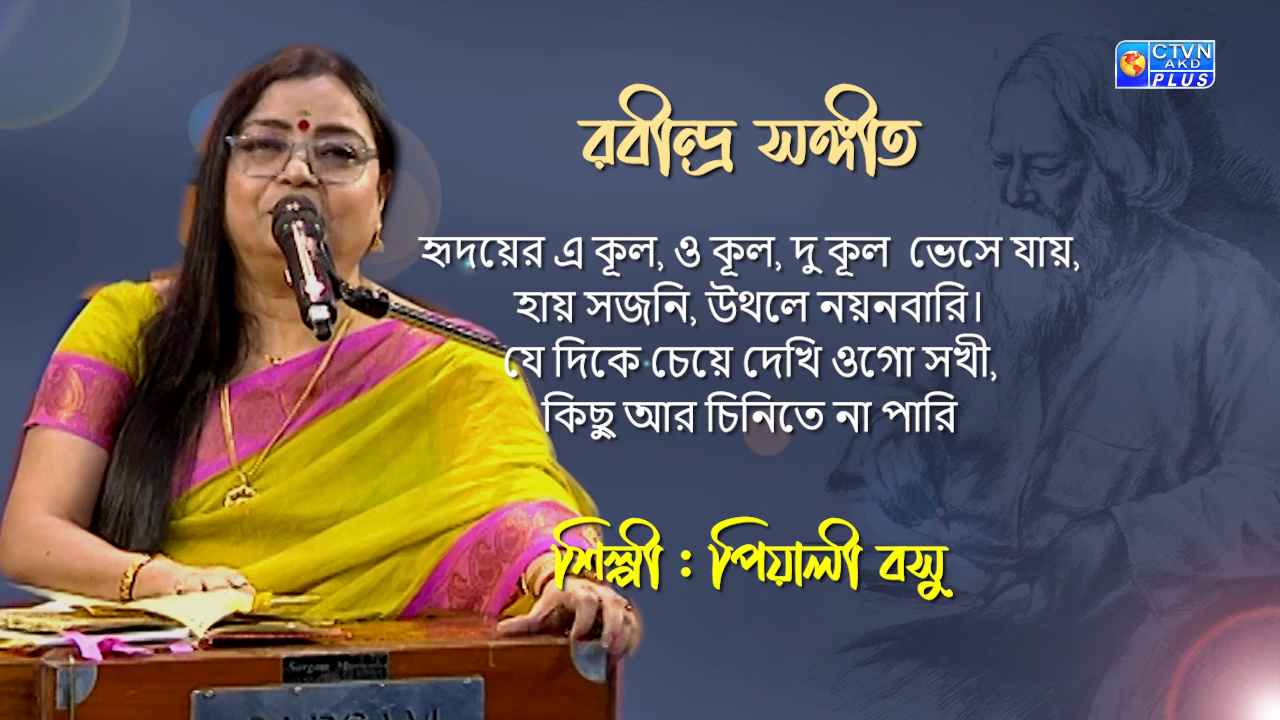 CTVN
AKD
PLUS
রবীন্দ্র সঙ্গীত
হৃদয়ের এ কূল, ও কূল, দু কূল ভেসে যায়,
হায় সজনি, উথলে নয়নবারি।
যে দিকে চেয়ে দেখি ওগো সখী,
কিছু আর চিনিতে না পারি
শিল্পী : পিয়ালী বসু